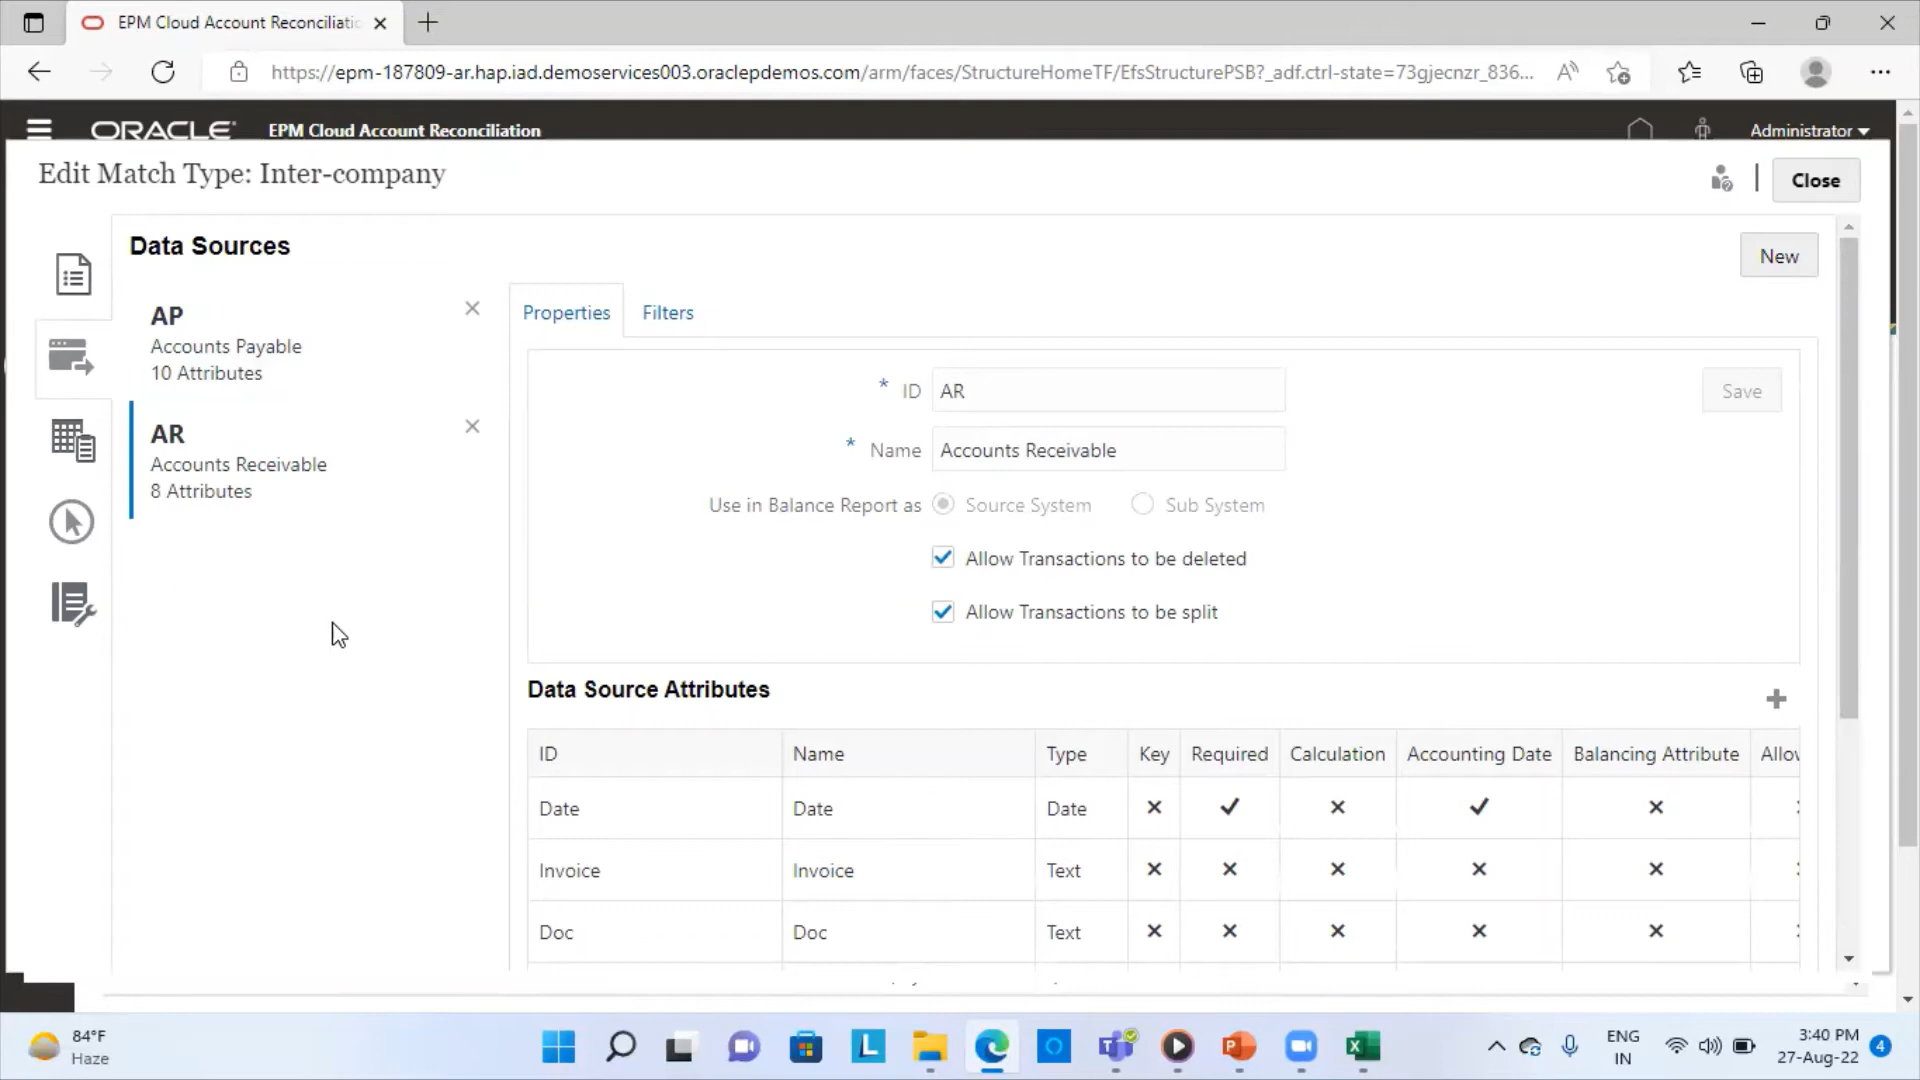 EPM Cloud Account Reconciliatio
https://epm-187809-ar.hap.iad.demoservices003.oraclepdemos.com/arm/faces/StructureHomeTF/EfsStructurePSB?_adf.ctrl-state=73gjecnzr_836...
ORACLE EPM Cloud Account Reconciliation
Administrator
Edit Match Type: Inter-company
Close
Data Sources
New
AP
Accounts Payable
10 Attributes
AR
Accounts Receivable
8 Attributes
Properties Filters
* ID AR
Save
* Name Accounts Receivable
Use in Balance Report as Source System Sub System
Allow Transactions to be deleted
Allow Transactions to be split
Data Source Attributes
ID Name Type Key Required Calculation Accounting Date Balancing Attribute
Date Date Date
Invoice Invoice Text
Doc Doc Text
84°F
Haze
ENG
IN
3:40 PM
27-Aug-22
4